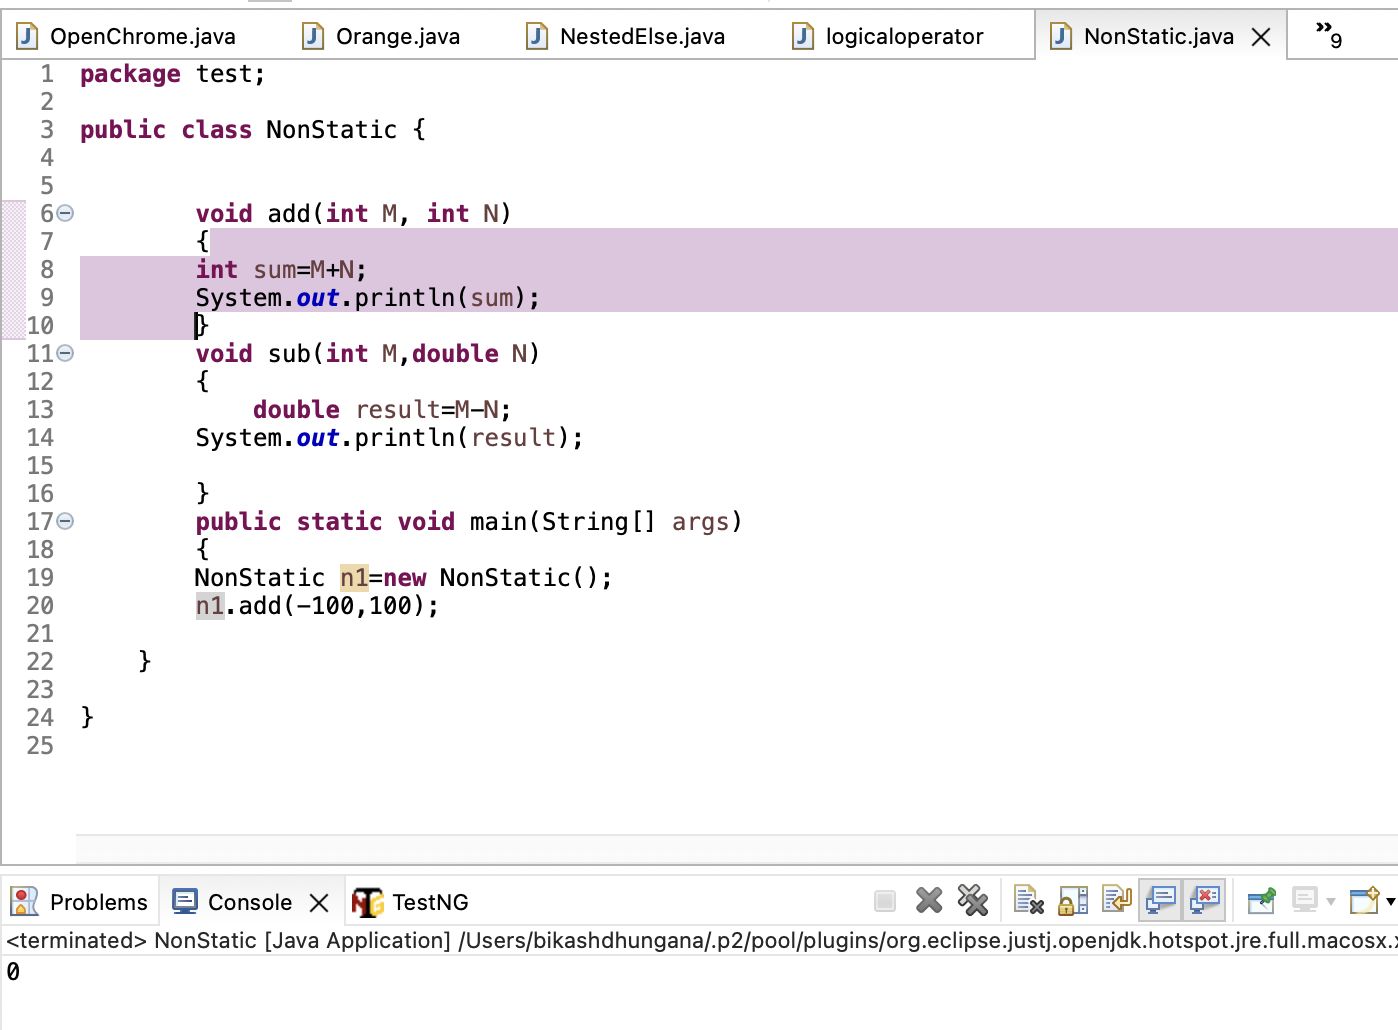 OpenChrome.java Orange.java NestedElse.java logicaloperator NonStatic.java »9
1 package test;
2
3 public class NonStatic {
4
5
6 void add(int M, int N)
7 {
8 int sum=M+N;
9 System.out.println(sum);
10 }
11 void sub(int M,double N)
12 {
13 double result=M-N;
14 System.out.println(result);
15
16 }
17 public static void main(String[] args)
18 {
19 NonStatic n1=new NonStatic();
20 n1.add(-100,100);
21
22 }
23
24 }
25
Problems Console TestNG
<terminated> NonStatic [Java Application] /Users/bikashdhungana/.p2/pool/plugins/org.eclipse.justj.openjdk.hotspot.jre.full.macosx.
0